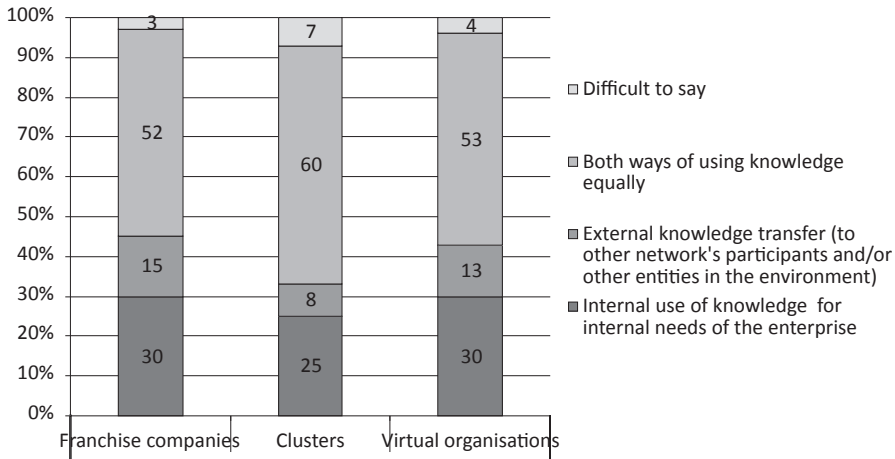 100%
90%
80%
70%
60%
50%
40%
30%
20%
10%
0%
3
52
15
30
7
60
8
25
4
53
13
30
Franchise companies
Clusters
Virtual organisations
Difficult to say
Both ways of using knowledge
equally
External knowledge transfer (to
other network's participants and/or
other entities in the environment)
Internal use of knowledge for
internal needs of the enterprise